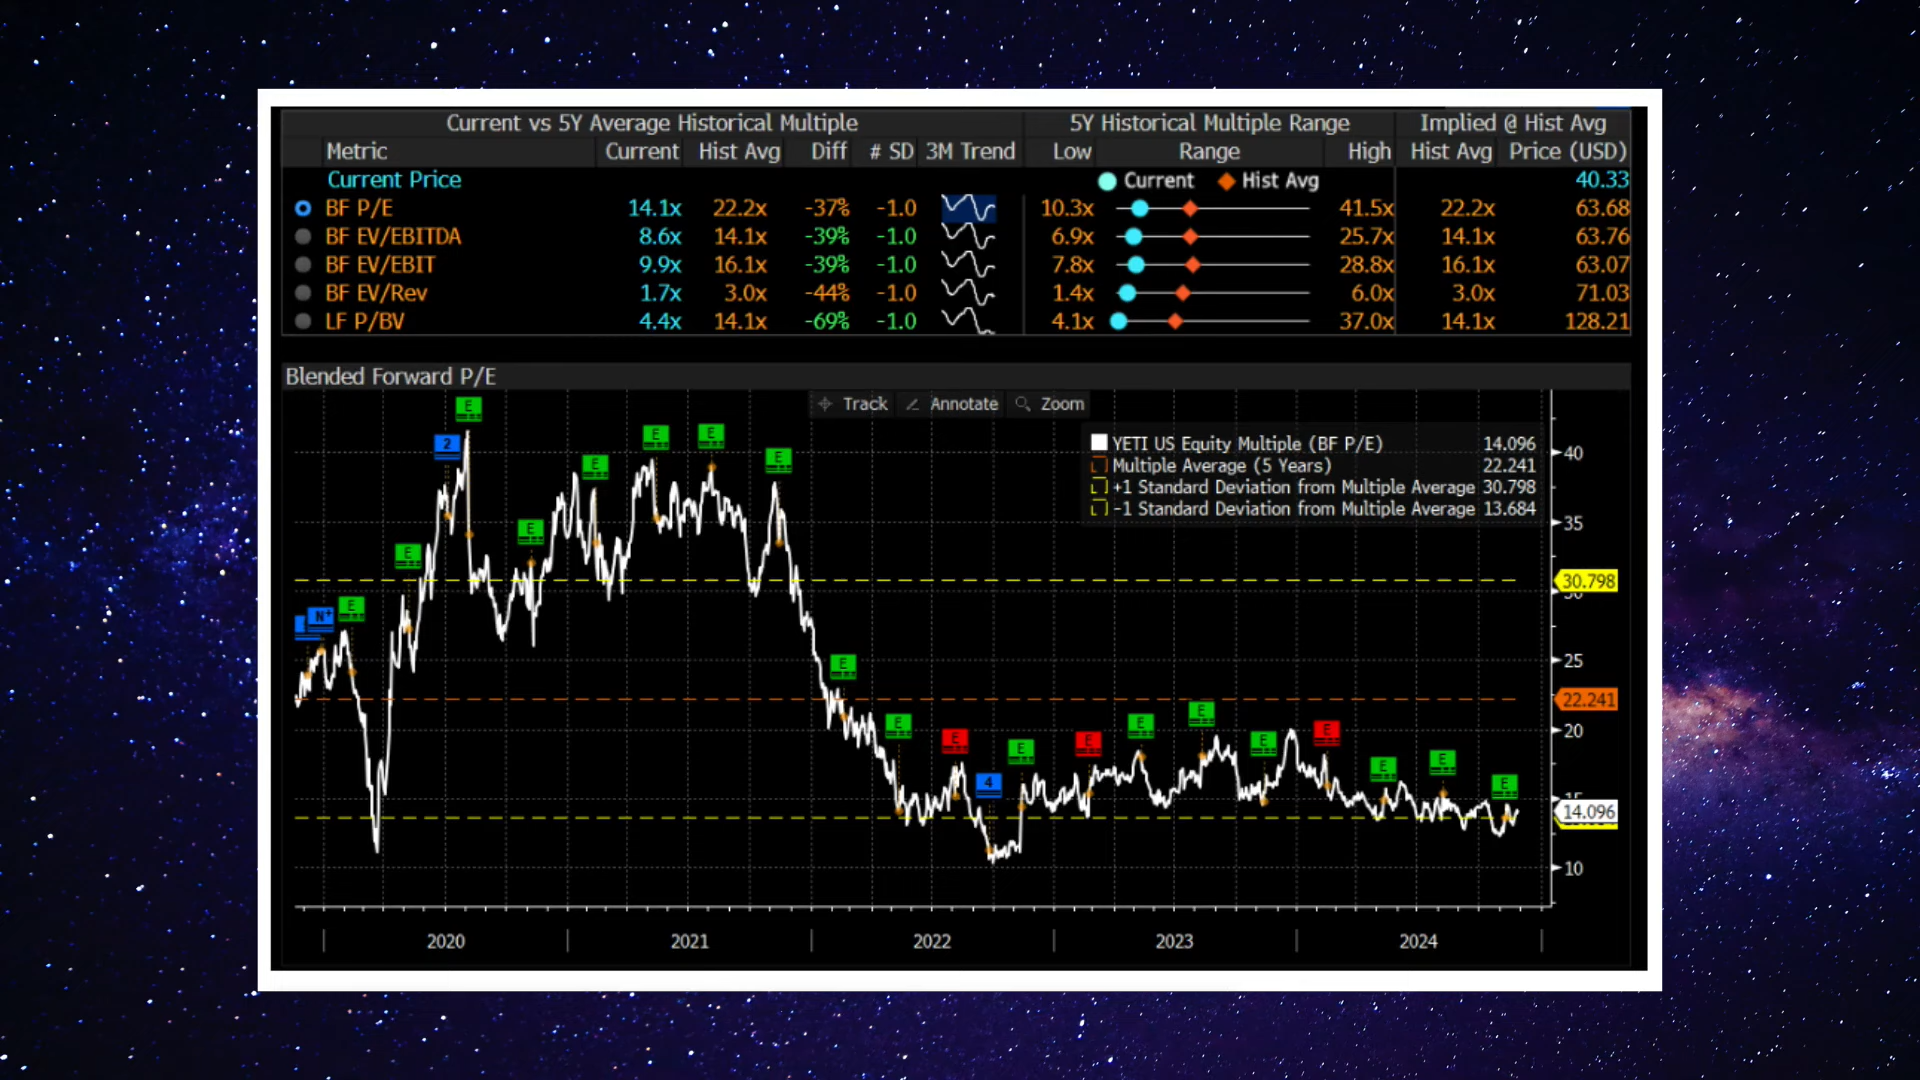 Current vs 5Y Average Historical Multiple 5Y Historical Multiple Range Implied @ Hist Avg
Metric Current Hist Avg Diff # SD 3M Trend Low Range High Hist Avg Price (USD)
Current Price Current Hist Avg 40.33
BF P/E 14.1x 22.2x -37% -1.0 10.3x 41.5x 22.2x 63.68
BF EV/EBITDA 8.6x 14.1x -39% -1.0 6.9x 25.7x 14.1x 63.76
BF EV/EBIT 9.9x 16.1x -39% -1.0 7.8x 28.8x 16.1x 63.07
BF EV/Rev 1.7x 3.0x -44% -1.0 1.4x 6.0x 3.0x 71.03
LF P/BV 4.4x 14.1x -69% -1.0 4.1x 37.0x 14.1x 128.21
Blended Forward P/E
Track Annotate Zoom
YETI US Equity Multiple (BF P/E) 14.096
Multiple Average (5 Years) 22.241
+1 Standard Deviation from Multiple Average 30.798
-1 Standard Deviation from Multiple Average 13.684
E
2
E
E
E
E
40
E
E
35
E
30.798
30
N+
E
E
25
22.241
E
E
20
E
E
E
E
E
E
E
4
E
E
E
15
14.096
10
2020 2021 2022 2023 2024